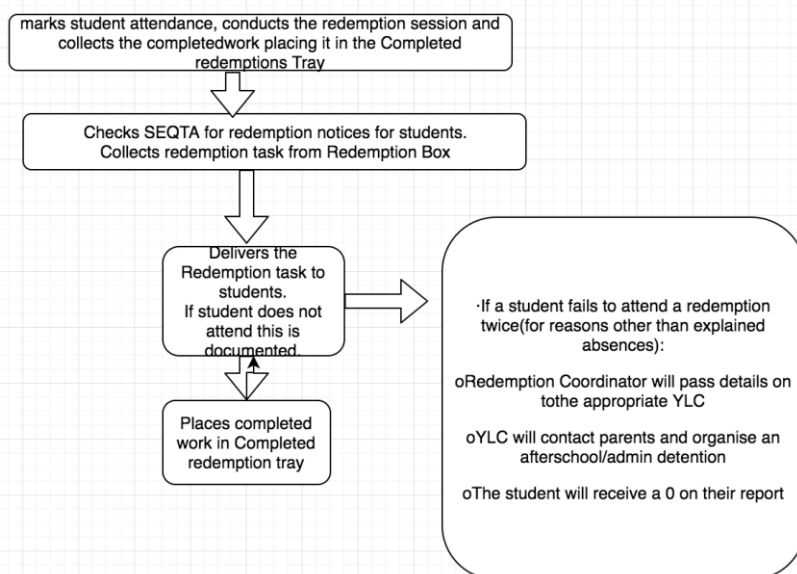 marks student attendance, conducts the redemption session and
collects the completedwork placing it in the Completed
redemptions Tray
Checks SEQTA for redemption notices for students.
Collects redemption task from Redemption Box
Delivers the
Redemption task to
students.
If student does not
attend this is
documented.
Places completed
work in Completed
redemption tray
·If a student fails to attend a redemption
twice(for reasons other than explained
absences):
oRedemption Coordinator will pass details on
tothe appropriate YLC
oYLC will contact parents and organise an
afterschool/admin detention
oThe student will receive a 0 on their report